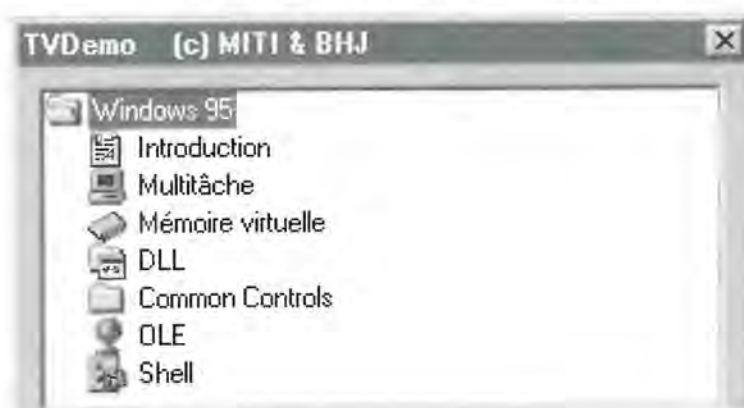 TVDemo (c) MITI & BHJ
Windows 95
Introduction
Multitâche
Mémoire virtuelle
DLL
Common Controls
OLE
Shell